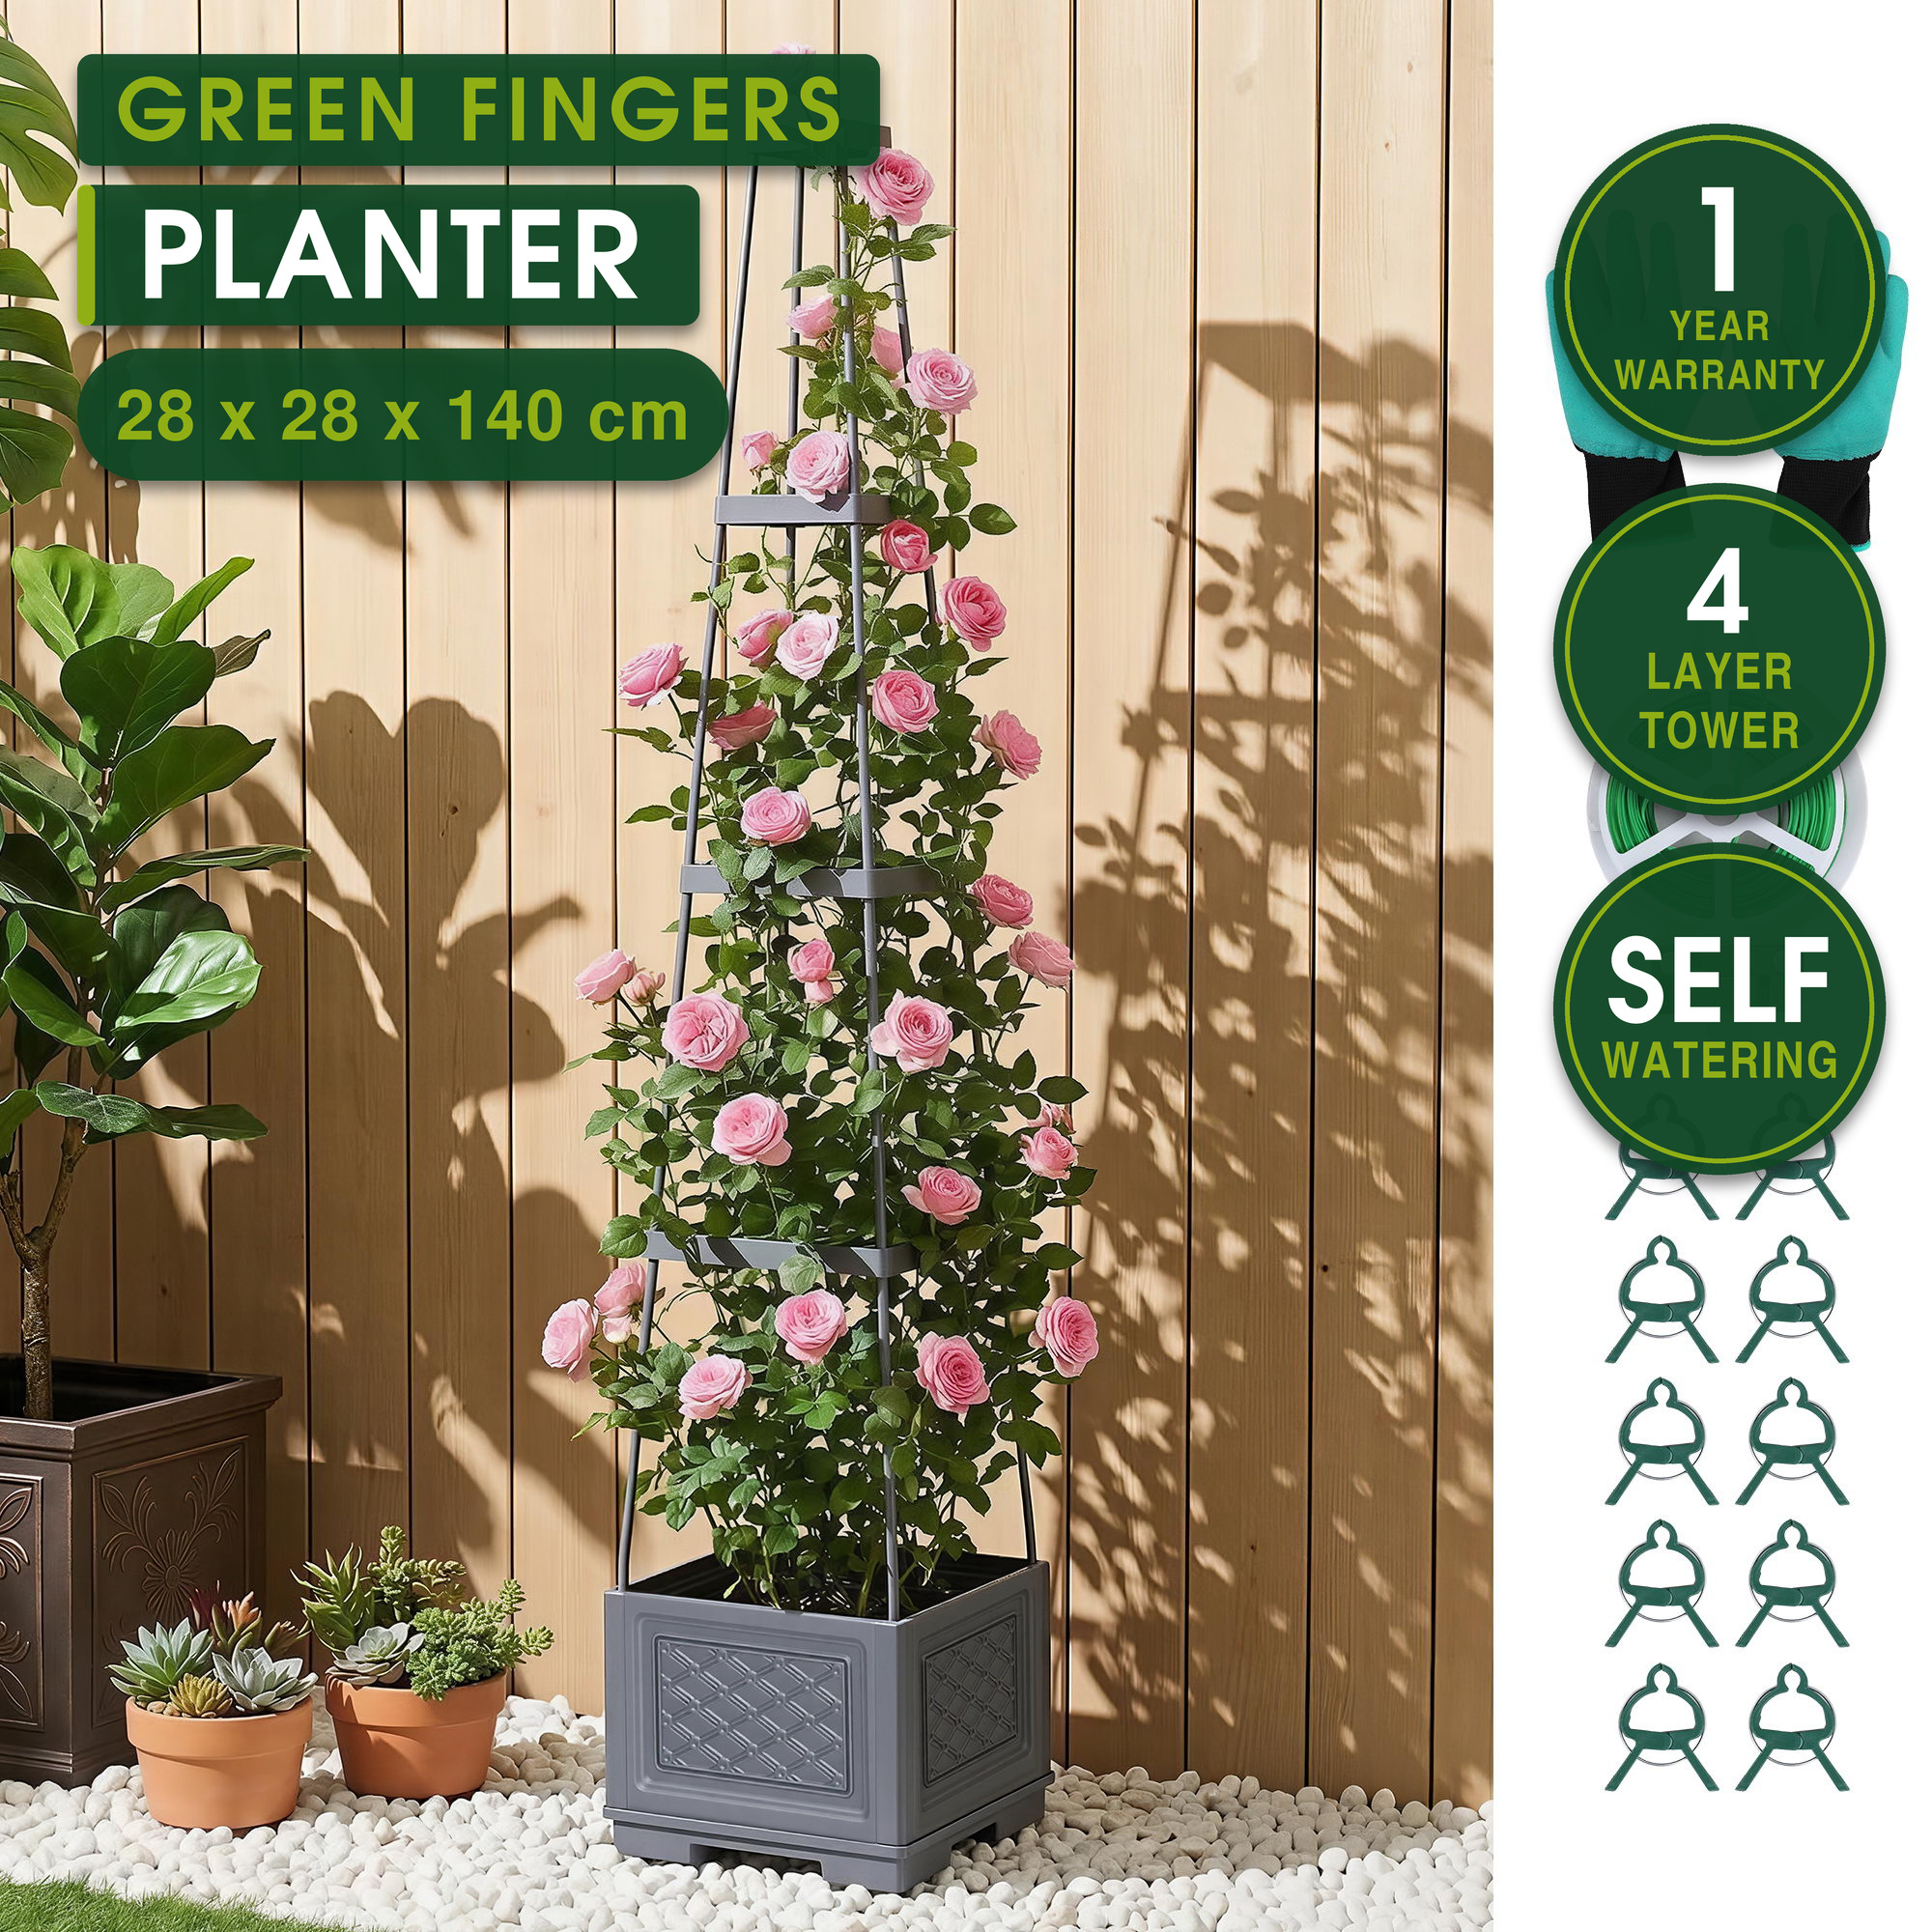 GREEN FINGERS
PLANTER
28 x 28 x 140 cm
1
YEAR
WARRANTY
4
LAYER
TOWER
SELF
WATERING